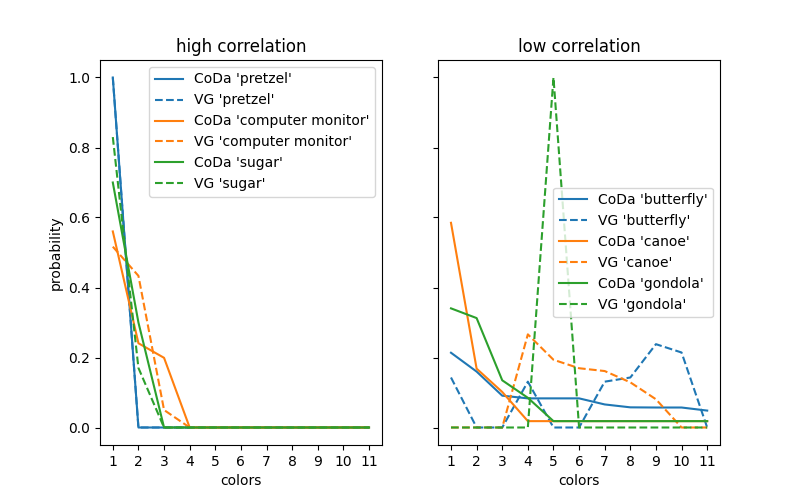 high correlation
low correlation
probability
1.0
0.8
0.6
0.4
0.2
0.0
CoDa 'pretzel'
VG 'pretzel'
CoDa 'computer monitor'
VG 'computer monitor'
CoDa 'sugar'
VG 'sugar'
CoDa 'butterfly'
VG 'butterfly'
CoDa 'canoe'
VG 'canoe'
CoDa 'gondola'
VG 'gondola'
1 2 3 4 5 6 7 8 9 10 11
colors
1 2 3 4 5 6 7 8 9 10 11
colors